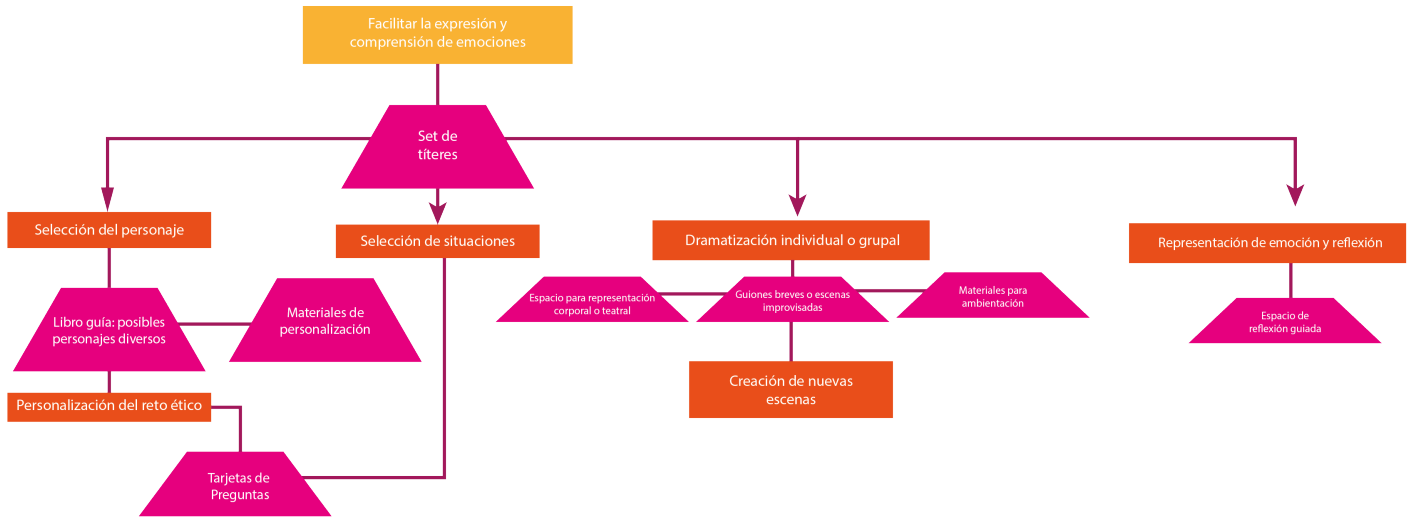 Facilitar la expresión y
comprensión de emociones
Set de
títeres
Selección del personaje
Selección de situaciones
Dramatización individual o grupal
Representación de emoción y reflexión
Libro guía: posibles
personajes diversos
Materiales de
personalización
Espacio para representación
corporal o teatral
Guiones breves o escenas
improvisadas
Materiales para
ambientación
Espacio de
reflexión guiada
Personalización del reto ético
Creación de nuevas
escenas
Tarjetas de
Preguntas